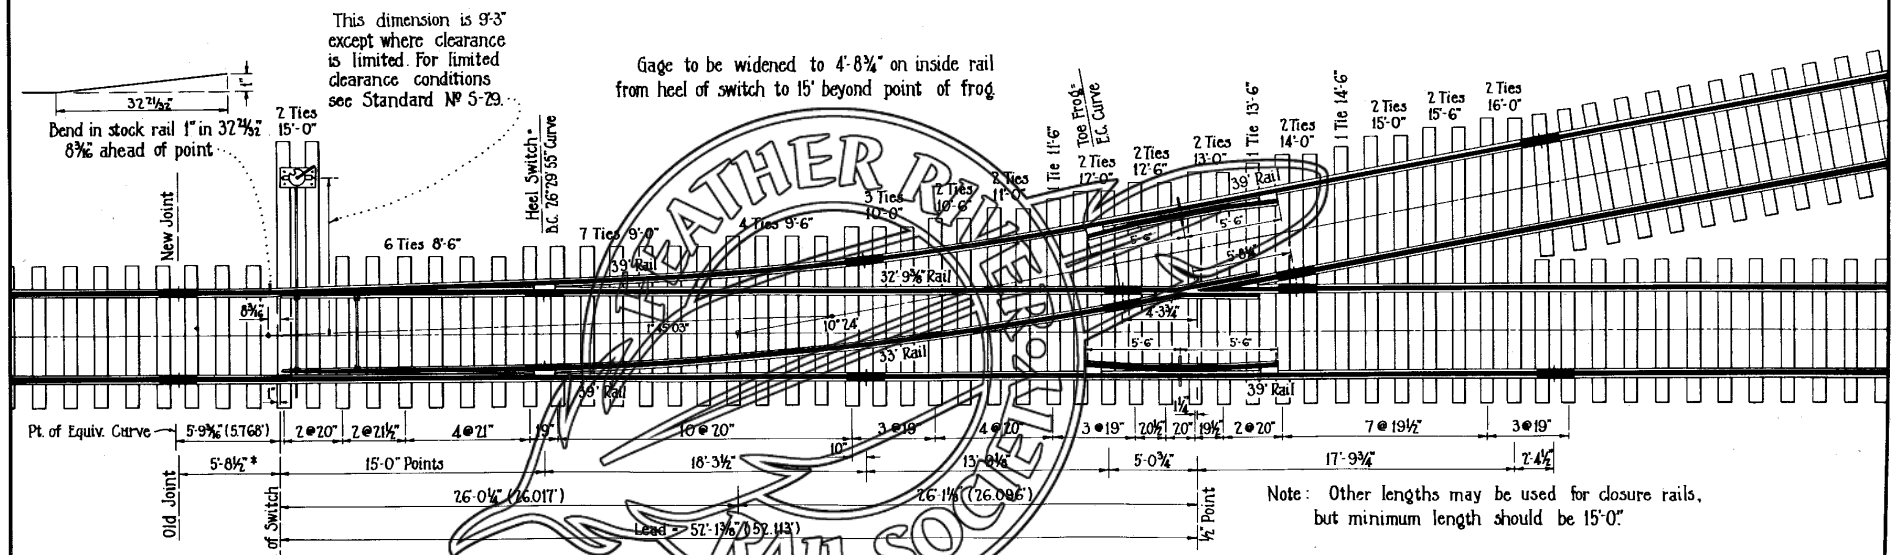 This dimension is 9'-3"
except where clearance
is limited. For limited
clearance conditions
see Standard Nº 5-29.
Gage to be widened to 4'-8¾" on inside rail
from heel of switch to 15' beyond point of frog.
1"
32 21/32"
Bend in stock rail 1" in 32 21/32"
8 3/16" ahead of point
2 Ties
15'-0"
New Joint
Heel Switch =
B.C. 26°29'55" Curve
6 Ties 8'-6"
7 Ties 9'-0"
4 Ties 9'-6"
3 Ties
10'-0"
2 Ties
10'-6"
2 Ties
11'-0"
1 Tie 11'-6"
Toe Frog =
E.C. Curve
2 Ties
12'-0"
2 Ties
12'-6"
2 Ties
13'-0"
1 Tie 13'-6"
2 Ties
14'-0"
1 Tie 14'-6"
2 Ties
15'-0"
2 Ties
15'-6"
2 Ties
16'-0"
39' Rail
39' Rail
32'-9⅜" Rail
5'-6"
5'-6"
5'-8½"
8 3/16"
1°45'03"
10°24'
33' Rail
4'-3¾"
5'-6"
5'-6"
39' Rail
39' Rail
1"
1¼"
Pt. of Equiv. Curve
5'-9 3/16" (5.768')
2@20"
2@21½"
4@21"
19"
10@20"
3@19"
4@20"
3@19"
20½"
20"
19½"
2@20"
7@19½"
3@19"
10"
5'-8½"*
15'-0" Points
18'-3½"
5'-0¾"
17'-9¾"
2'-4½"
Old Joint
of Switch
26'-0¼" (26.017')
26'-1⅛" (26.096')
½" Point
Lead = 52'-1⅜" (52.113')
Note: Other lengths may be used for closure rails,
but minimum length should be 15'-0".
FEATHER RIVER
RAIL SOCIETY